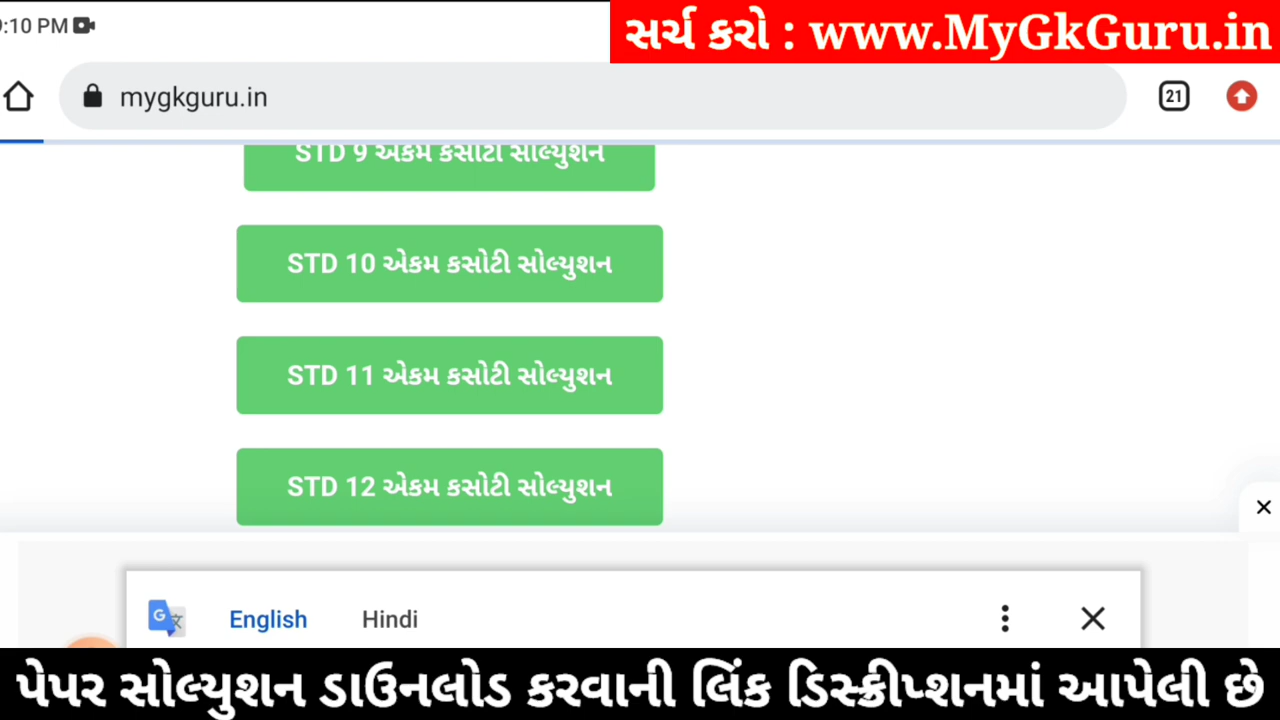 9:10 PM
સર્ચ કરો : www.MyGkGuru.in
mygkguru.in
21
STD 9 એકમ કસોટી સોલ્યુશન
STD 10 એકમ કસોટી સોલ્યુશન
STD 11 એકમ કસોટી સોલ્યુશન
STD 12 એકમ કસોટી સોલ્યુશન
English Hindi
પેપર સોલ્યુશન ડાઉનલોડ કરવાની લિંક ડિસ્ક્રીપ્શનમાં આપેલી છે